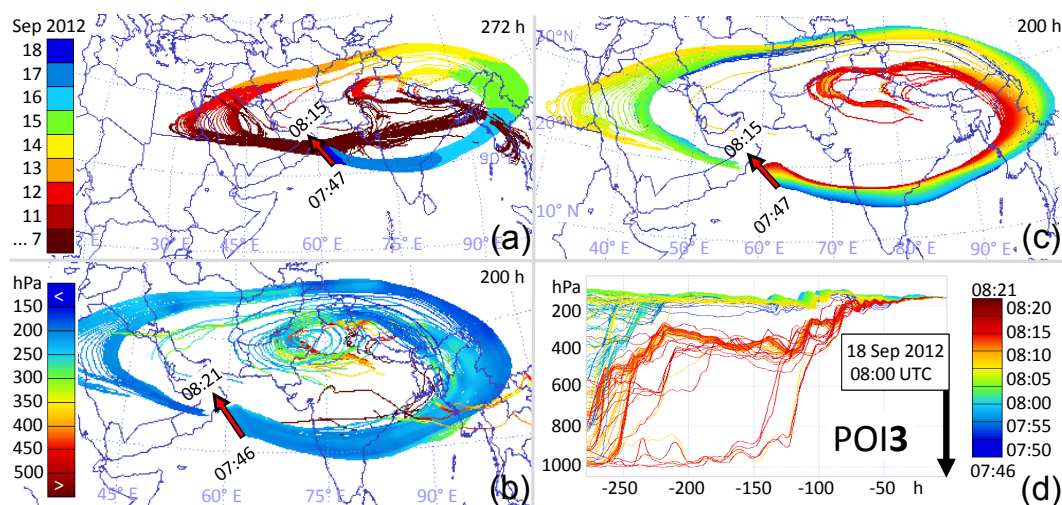 Sep 2012
18
17
16
15
14
13
12
11
... 7
272 h
08:15
07:47
90°
30° E
45° E
60° E
75° E
90° E
(a)
200 h
20° N
10° N
08:15
07:47
40° E
50° E
60° E
70° E
80° E
90° E
(c)
hPa
<
150
200
250
300
350
400
450
500
>
200 h
08:21
07:46
45° E
60° E
75° E
90° E
(b)
hPa
200
400
600
800
1000
-250
-200
-150
-100
-50
h
18 Sep 2012
08:00 UTC
POI3
08:21
08:20
08:15
08:10
08:05
08:00
07:55
07:50
07:46
(d)